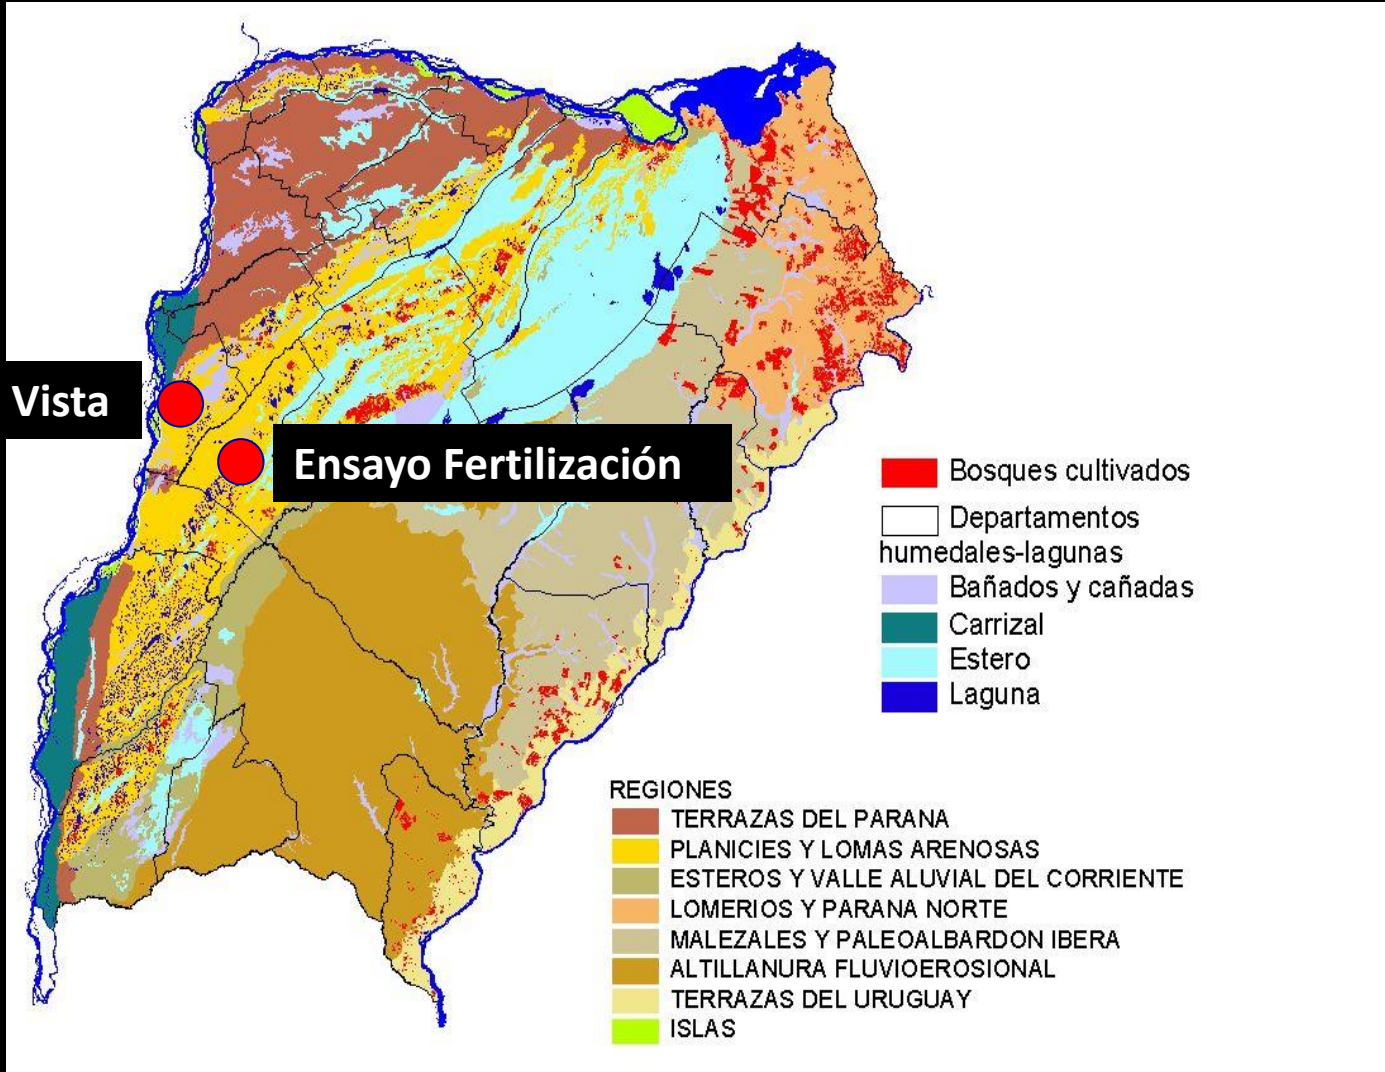 Vista
Ensayo Fertilización
Bosques cultivados
Departamentos
humedales-lagunas
Bañados y cañadas
Carrizal
Estero
Laguna
REGIONES
TERRAZAS DEL PARANA
PLANICIES Y LOMAS ARENOSAS
ESTEROS Y VALLE ALUVIAL DEL CORRIENTE
LOMERIOS Y PARANA NORTE
MALEZALES Y PALEOALBARDON IBERA
ALTILLANURA FLUVIOEROSIONAL
TERRAZAS DEL URUGUAY
ISLAS